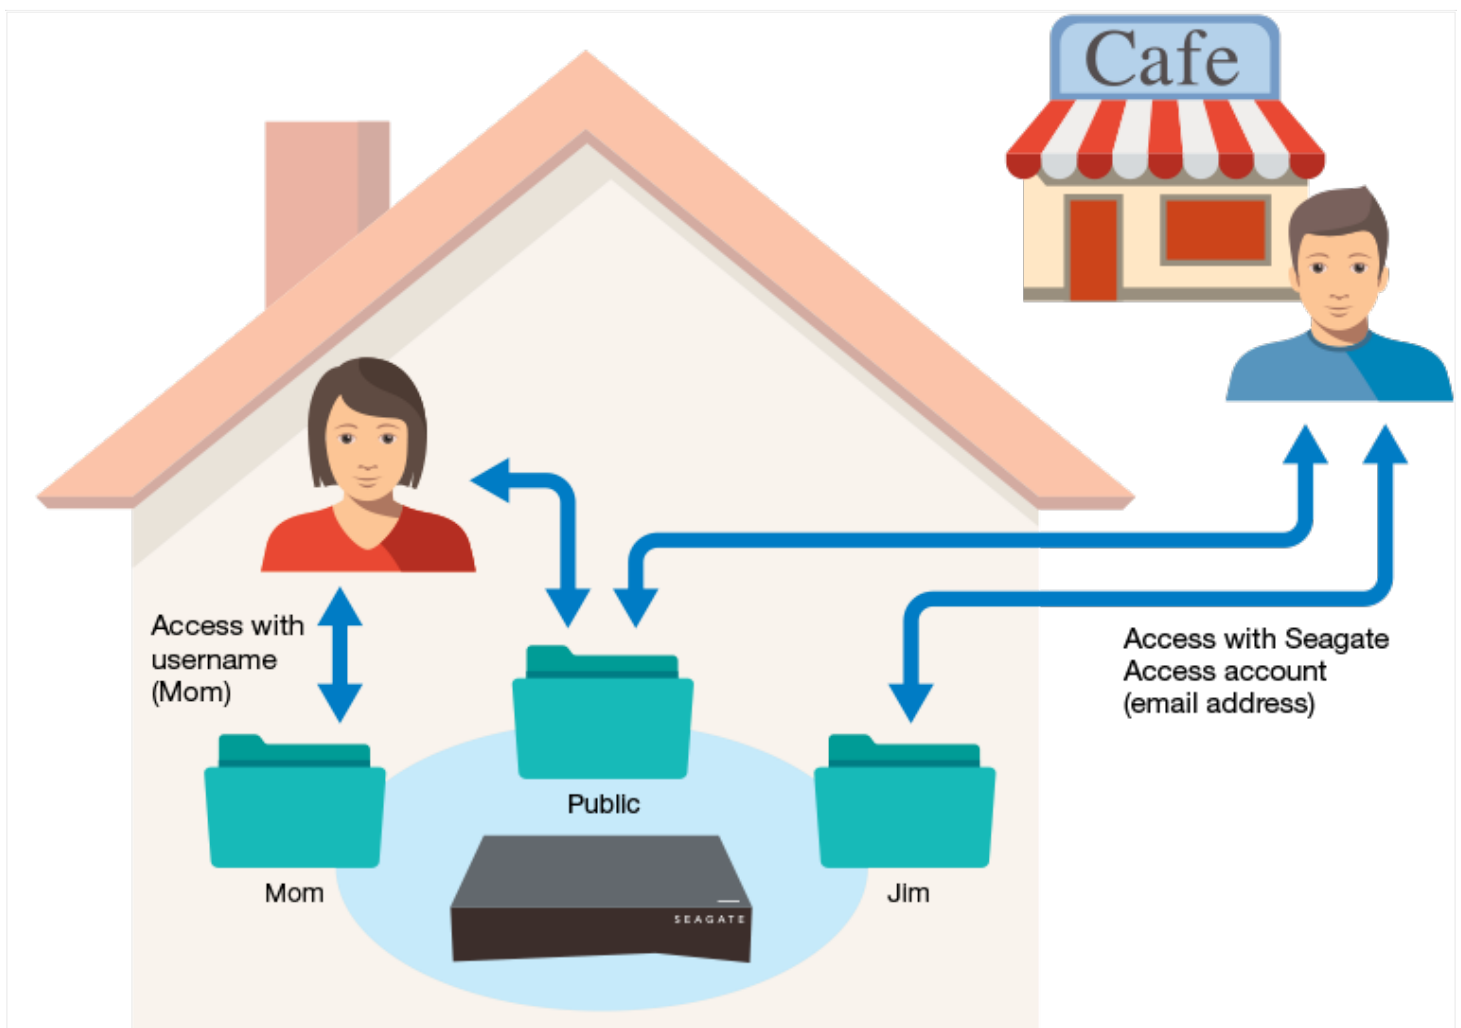 Cafe
Access with
username
(Mom)
Access with Seagate
Access account
(email address)
Public
Mom
Jim
SEAGATE